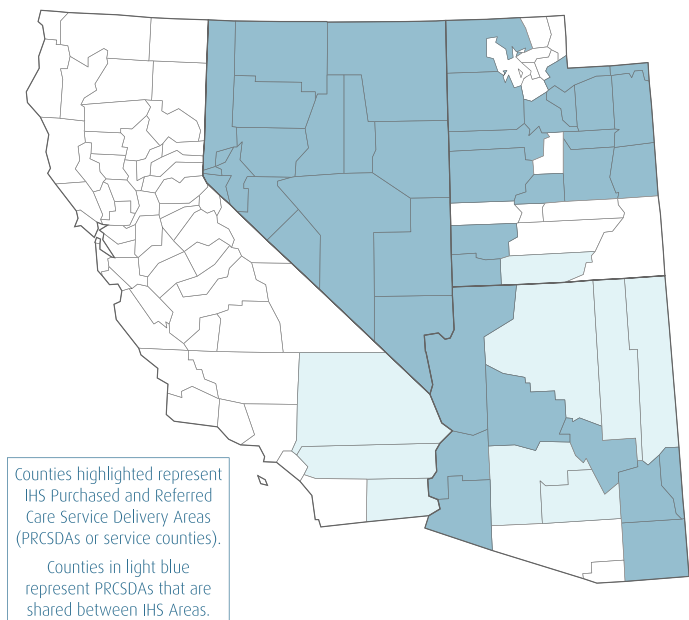 Counties highlighted represent
IHS Purchased and Referred
Care Service Delivery Areas
(PRCSDAs or service counties).
Counties in light blue
represent PRCSDAs that are
shared between IHS Areas.